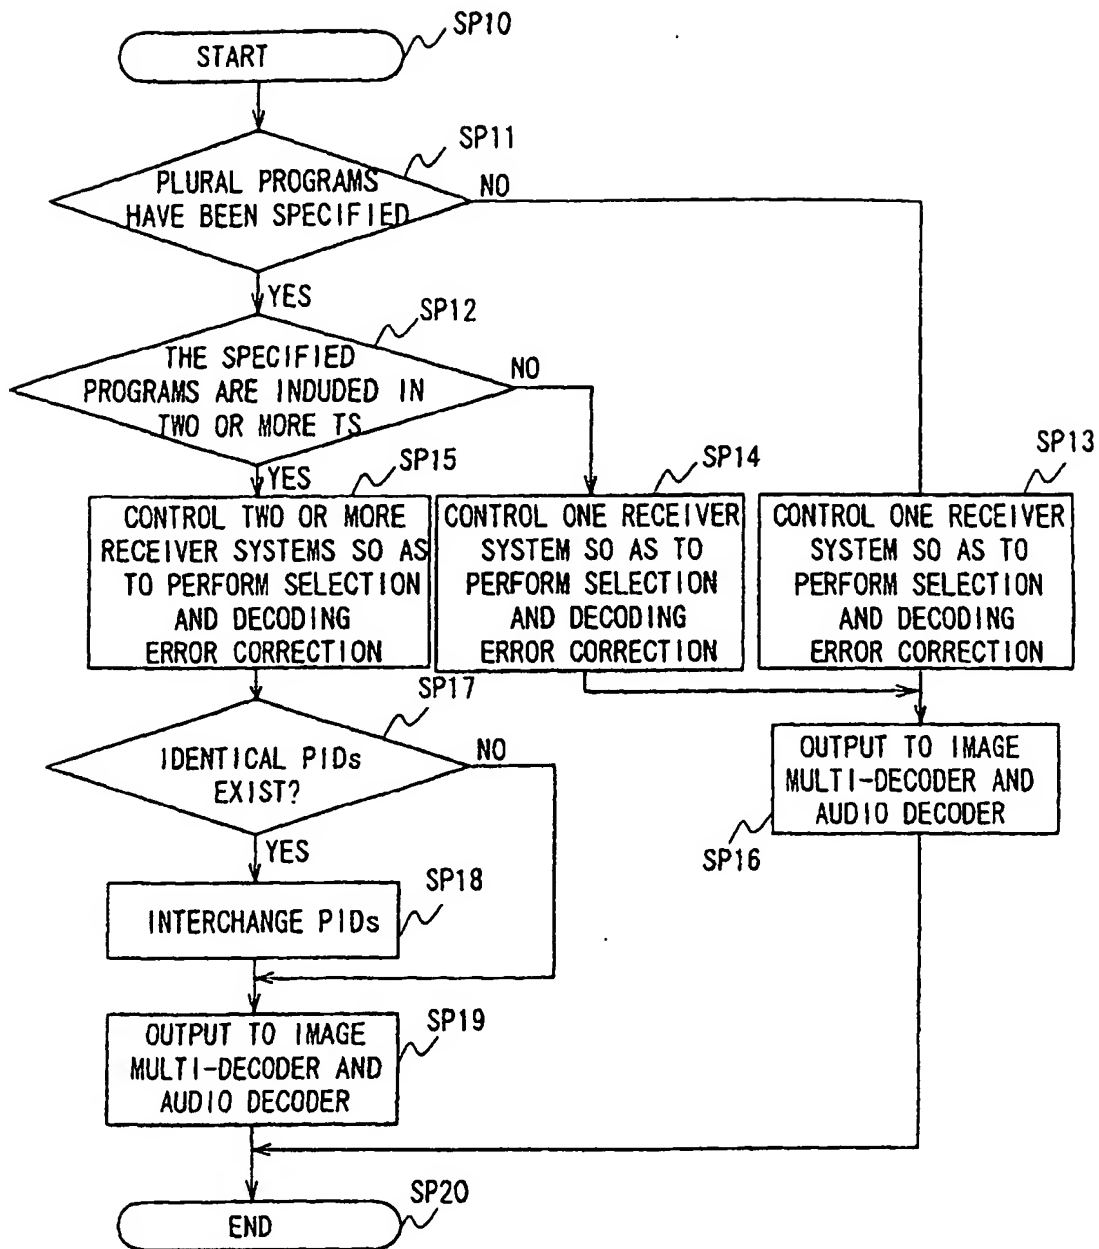 START
SP10
SP11
PLURAL PROGRAMS
HAVE BEEN SPECIFIED
NO
YES
SP12
THE SPECIFIED
PROGRAMS ARE INDUDED IN
TWO OR MORE TS
NO
YES
SP15
CONTROL TWO OR MORE
RECEIVER SYSTEMS SO AS
TO PERFORM SELECTION
AND DECODING
ERROR CORRECTION
SP14
CONTROL ONE RECEIVER
SYSTEM SO AS TO
PERFORM SELECTION
AND DECODING
ERROR CORRECTION
SP13
CONTROL ONE RECEIVER
SYSTEM SO AS TO
PERFORM SELECTION
AND DECODING
ERROR CORRECTION
SP17
IDENTICAL PIDs
EXIST?
NO
YES
OUTPUT TO IMAGE
MULTI-DECODER AND
AUDIO DECODER
SP16
SP18
INTERCHANGE PIDs
SP19
OUTPUT TO IMAGE
MULTI-DECODER AND
AUDIO DECODER
SP20
END